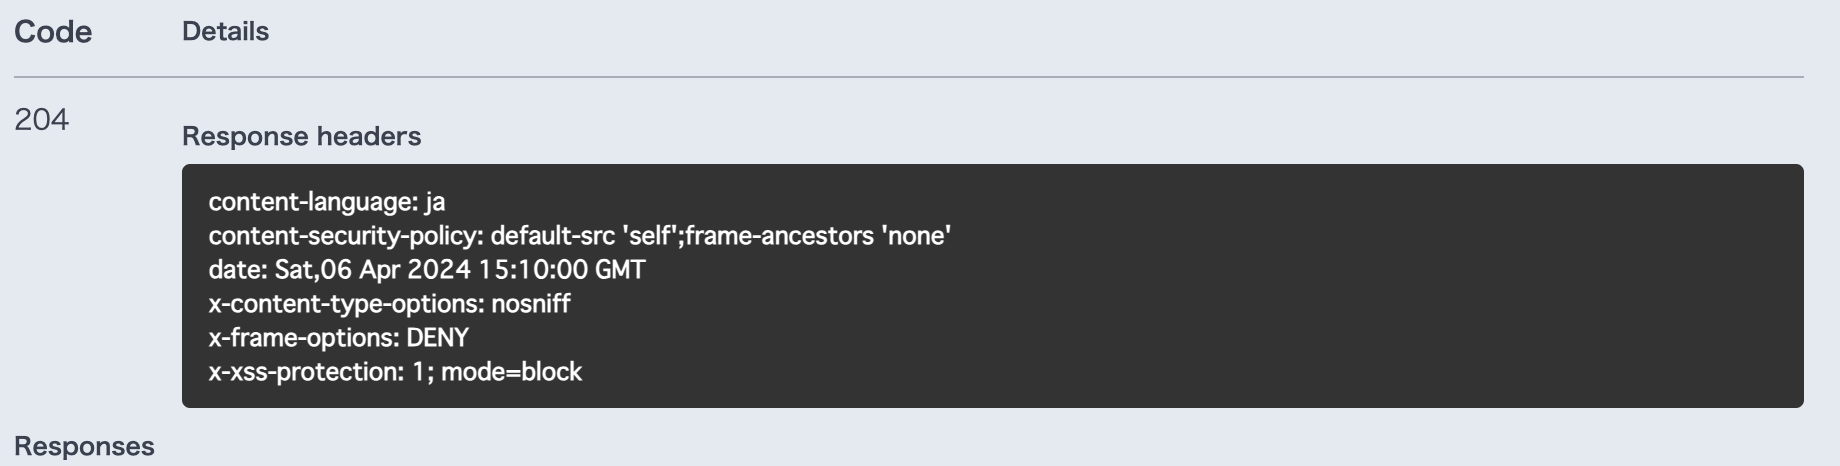 Code Details
204
Response headers
content-language: ja
content-security-policy: default-src 'self';frame-ancestors 'none'
date: Sat,06 Apr 2024 15:10:00 GMT
x-content-type-options: nosniff
x-frame-options: DENY
x-xss-protection: 1; mode=block
Responses